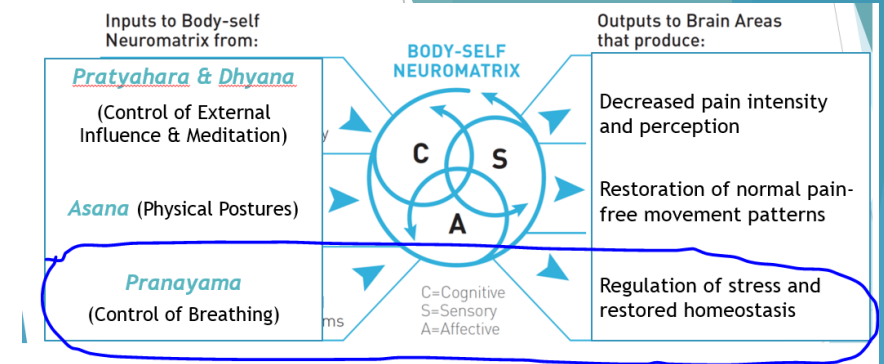 Inputs to Body-self
Neuromatrix from:
Pratyahara & Dhyana
(Control of External
Influence & Meditation)
y
Asana (Physical Postures)
Pranayama
(Control of Breathing)
ms
BODY-SELF
NEUROMATRIX
C
S
A
C=Cognitive
S=Sensory
A=Affective
Outputs to Brain Areas
that produce:
Decreased pain intensity
and perception
Restoration of normal pain-
free movement patterns
Regulation of stress and
restored homeostasis